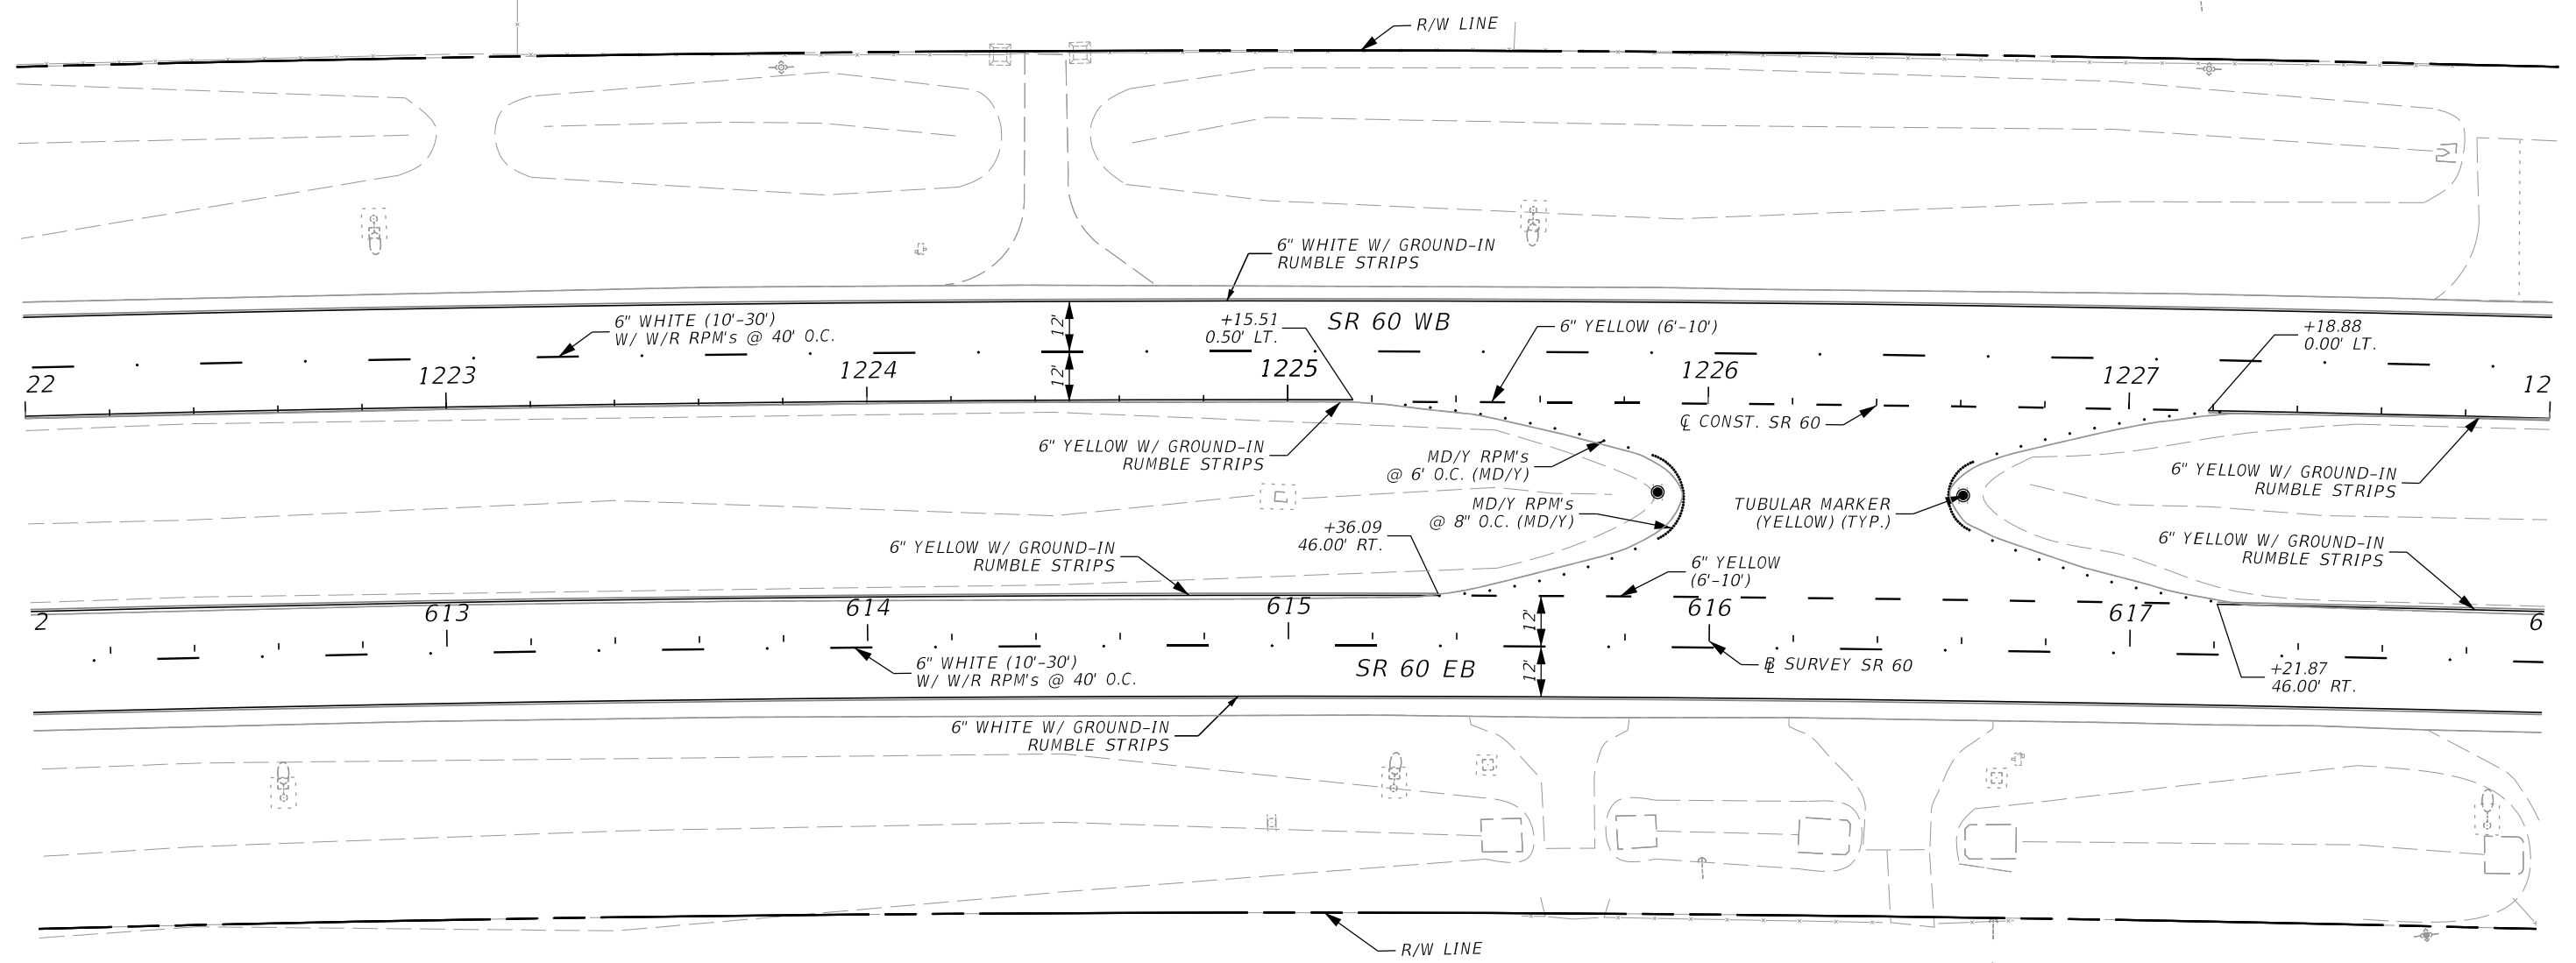 R/W LINE
6" WHITE W/ GROUND-IN
RUMBLE STRIPS
6" WHITE (10'-30')
W/ W/R RPM's @ 40' O.C.
12'
12'
+15.51
0.50' LT.
SR 60 WB
6" YELLOW (6'-10')
+18.88
0.00' LT.
22
1223
1224
1225
1226
1227
12
℄ CONST. SR 60
6" YELLOW W/ GROUND-IN
RUMBLE STRIPS
MD/Y RPM's
@ 6' O.C. (MD/Y)
MD/Y RPM's
@ 8" O.C. (MD/Y)
TUBULAR MARKER
(YELLOW) (TYP.)
6" YELLOW W/ GROUND-IN
RUMBLE STRIPS
+36.09
46.00' RT.
6" YELLOW W/ GROUND-IN
RUMBLE STRIPS
6" YELLOW
(6'-10')
6" YELLOW W/ GROUND-IN
RUMBLE STRIPS
2
613
614
615
616
617
6
12'
12'
6" WHITE (10'-30')
W/ W/R RPM's @ 40' O.C.
SR 60 EB
BL SURVEY SR 60
+21.87
46.00' RT.
6" WHITE W/ GROUND-IN
RUMBLE STRIPS
R/W LINE